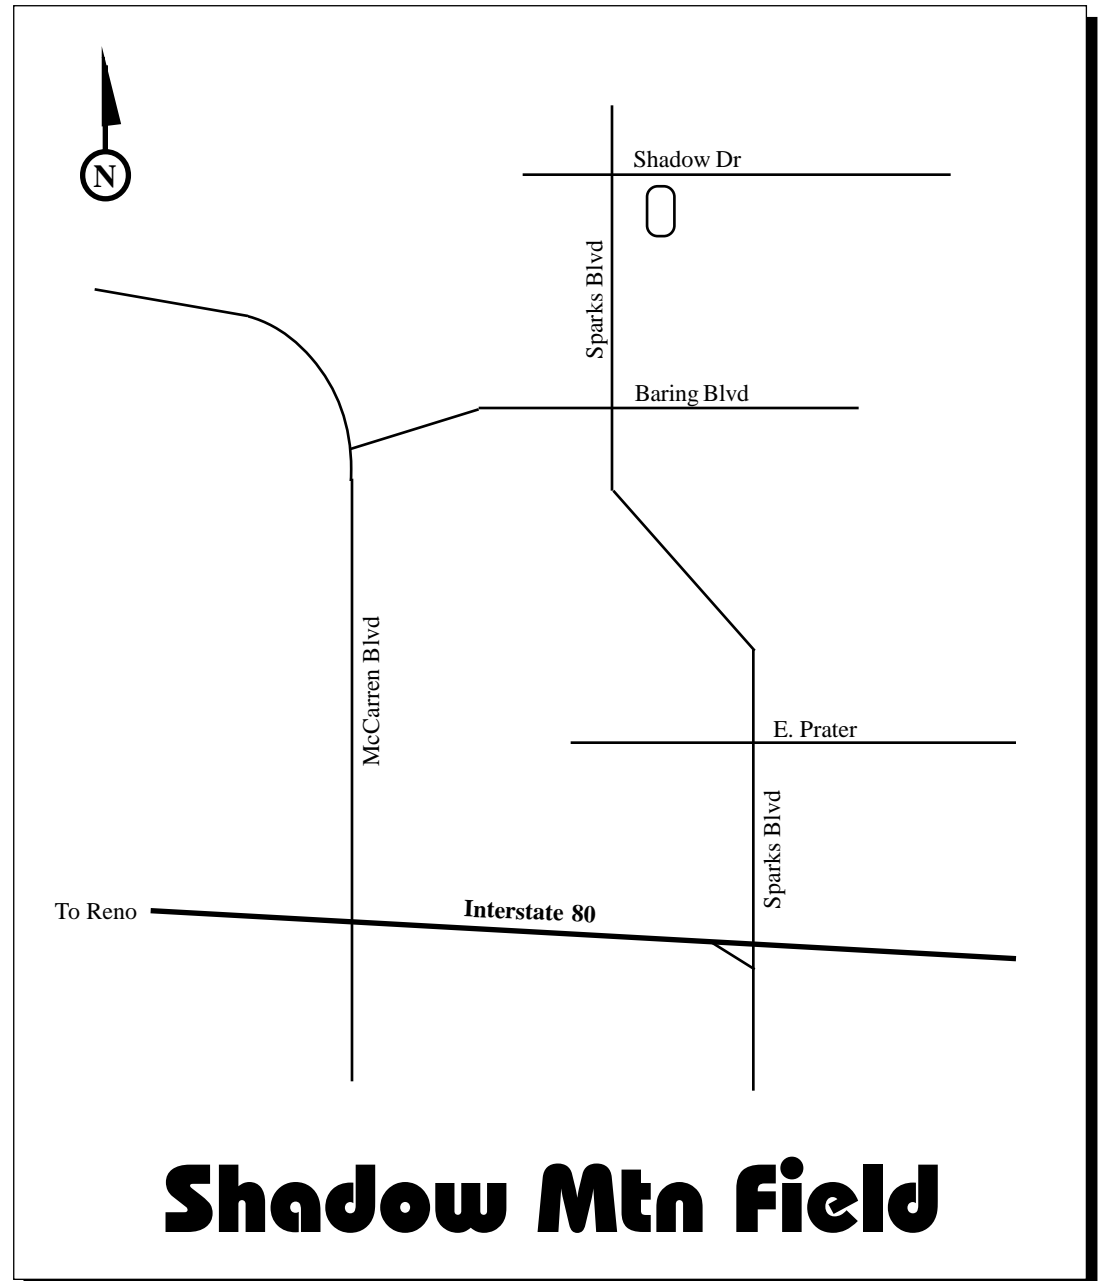 N
Shadow Dr
Sparks Blvd
Baring Blvd
McCarren Blvd
E. Prater
Sparks Blvd
To Reno
Interstate 80
Shadow Mtn Field